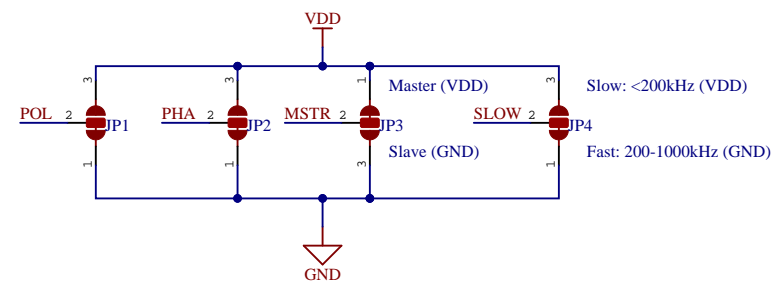 VDD
3
3
1
3
Master (VDD)
Slow: <200kHz (VDD)
POL 2 JP1
PHA 2 JP2
MSTR 2 JP3
SLOW 2 JP4
Slave (GND)
Fast: 200-1000kHz (GND)
1
1
3
1
GND